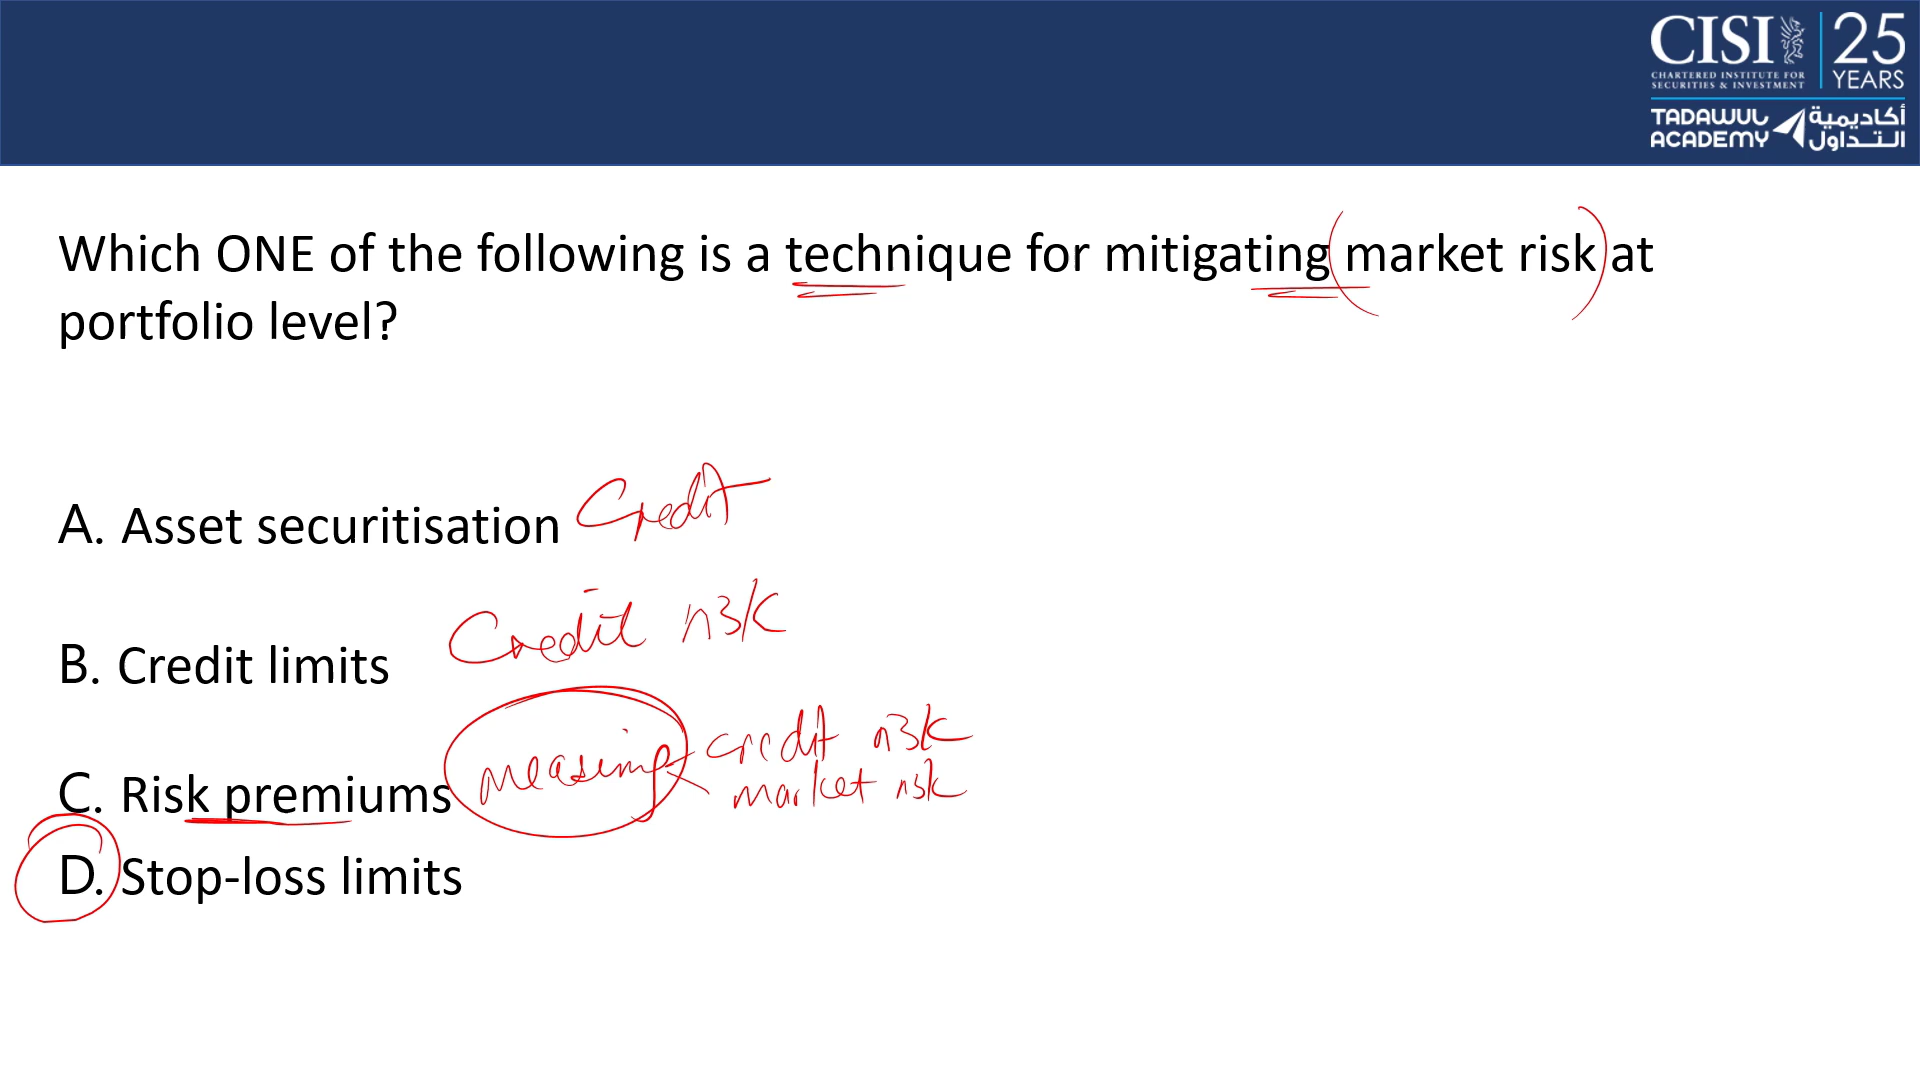 CISI
25
CHARTERED INSTITUTE FOR
SECURITIES & INVESTMENT
YEARS
TADAWUL
ACADEMY
أكاديمية
التداول
Which ONE of the following is a technique for mitigating (market risk) at
portfolio level?
A. Asset securitisation Credit
B. Credit limits Credit risk
C. Risk premiums measuring credit risk
market risk
D. Stop-loss limits